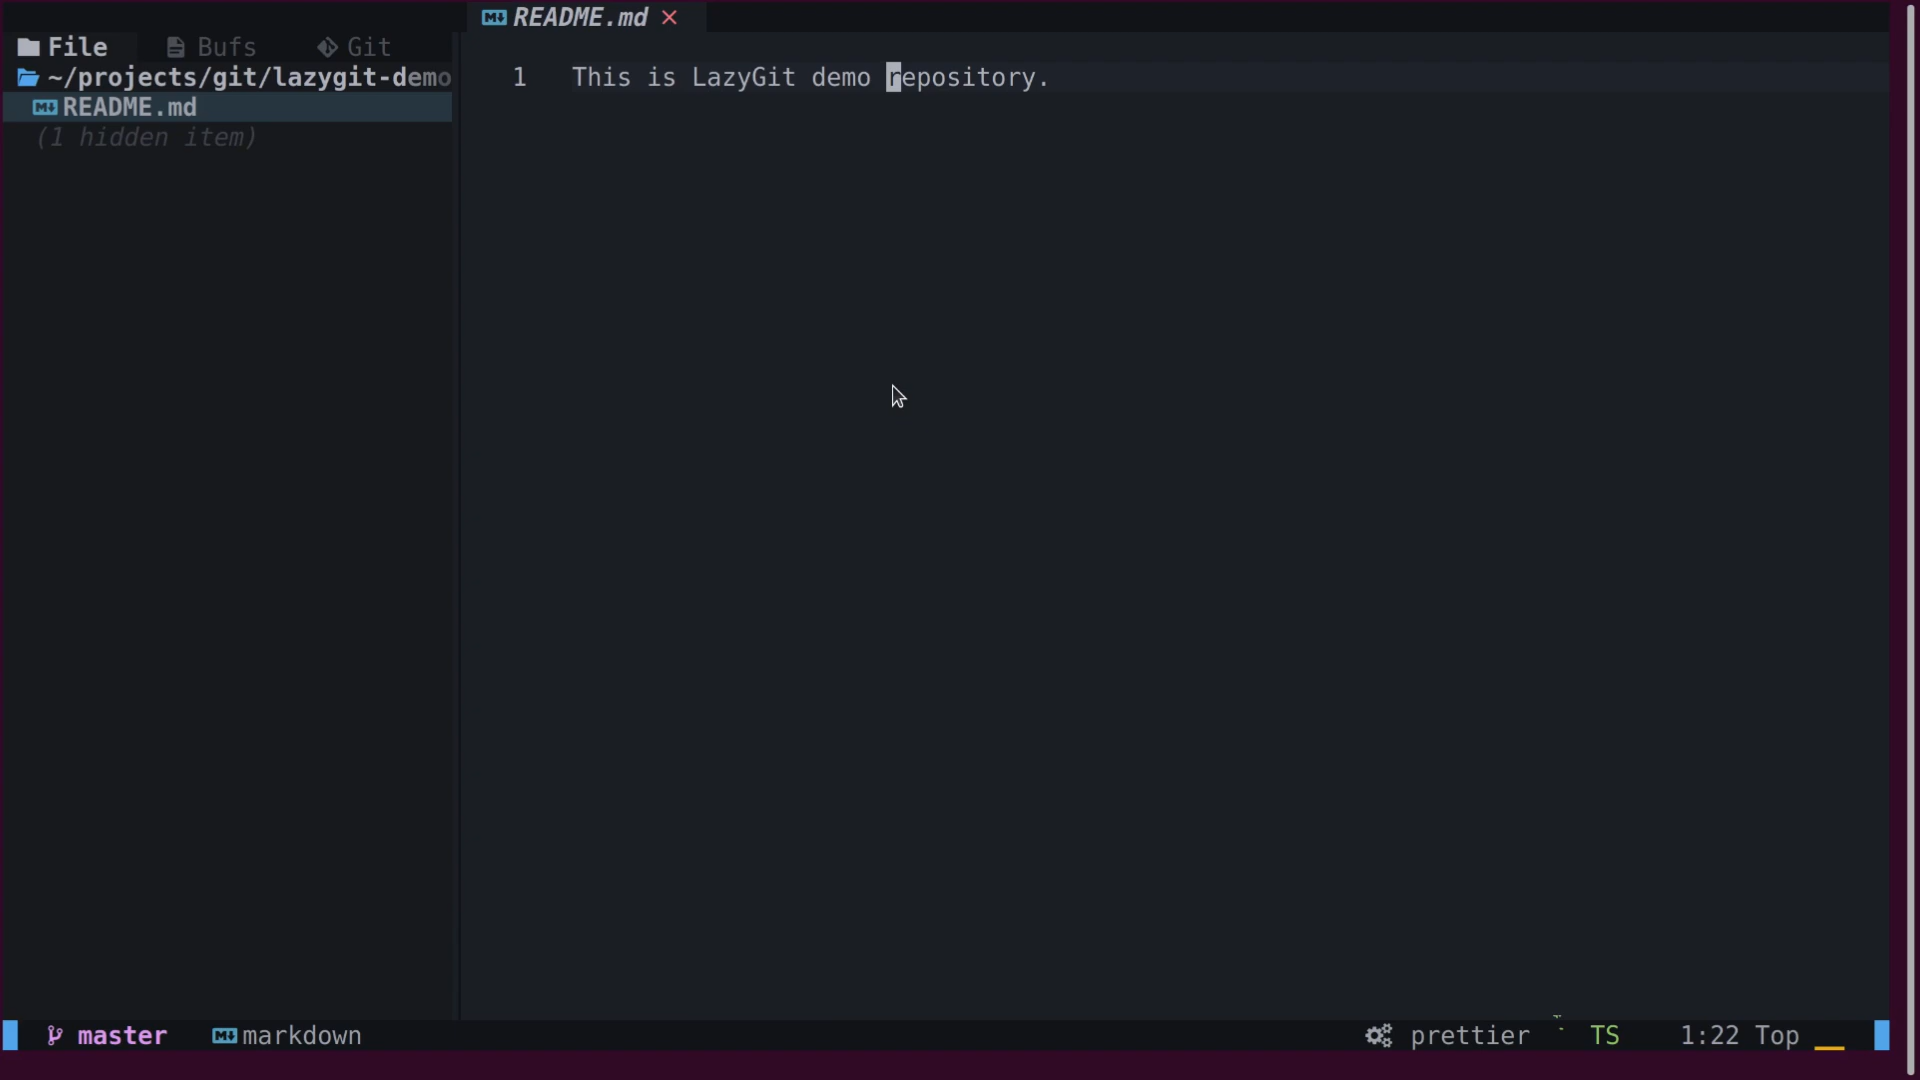 README.md
File Bufs Git
~/projects/git/lazygit-demo
README.md
(1 hidden item)
1 This is LazyGit demo repository.
master markdown prettier TS 1:22 Top